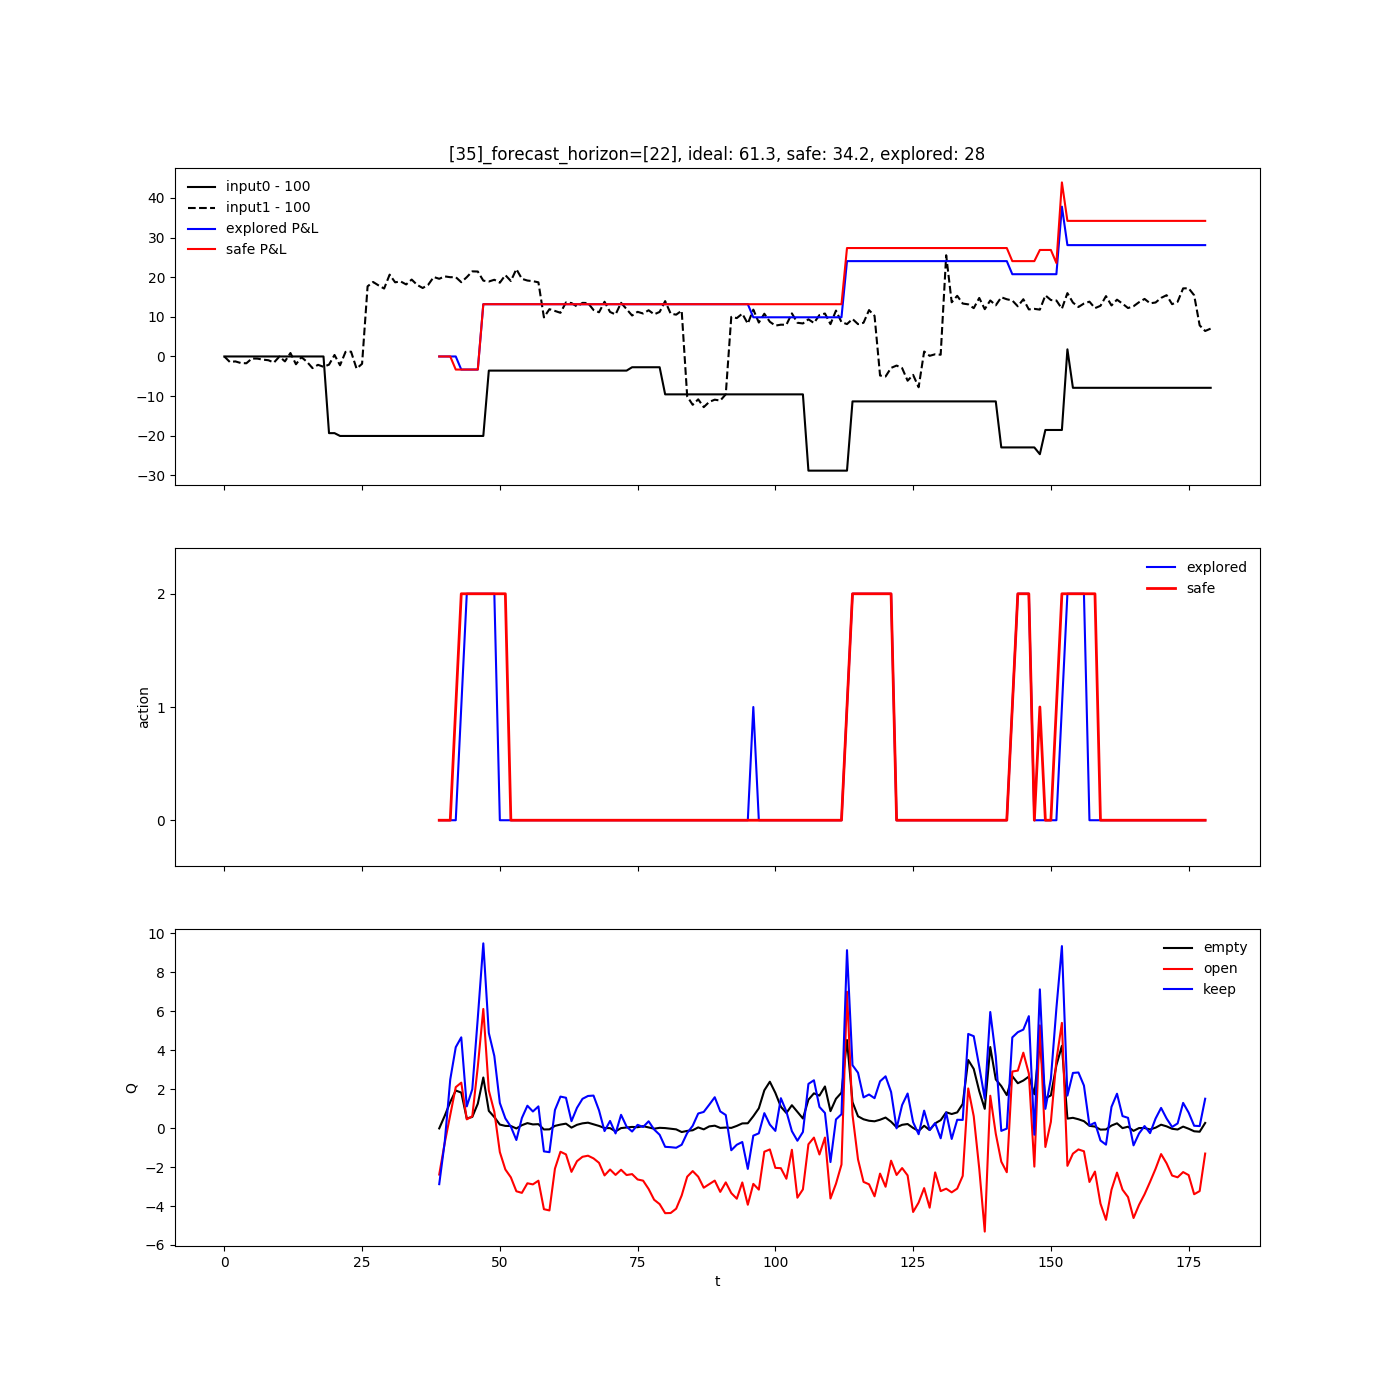 [35]_forecast_horizon=[22], ideal: 61.3, safe: 34.2, explored: 28
input0 - 100
input1 - 100
explored P&L
safe P&L
40
30
20
10
0
−10
−20
−30
explored
safe
2
1
0
action
empty
open
keep
10
8
6
4
2
0
−2
−4
−6
Q
0 25 50 75 100 125 150 175
t